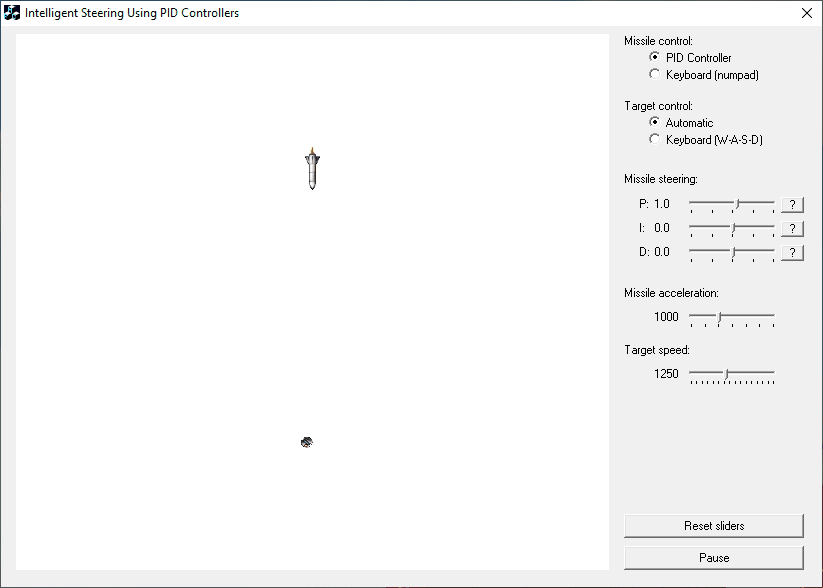 Intelligent Steering Using PID Controllers
Missile control:
PID Controller
Keyboard (numpad)
Target control:
Automatic
Keyboard (W-A-S-D)
Missile steering:
P: 1.0 ?
I: 0.0 ?
D: 0.0 ?
Missile acceleration:
1000
Target speed:
1250
Reset sliders
Pause